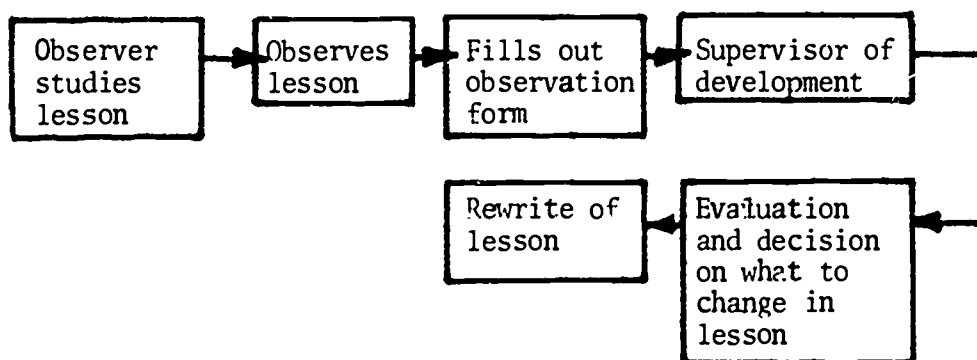 Observer
studies
lesson
Observes
lesson
Fills out
observation
form
Supervisor of
development
Evaluation
and decision
on what to
change in
lesson
Rewrite of
lesson